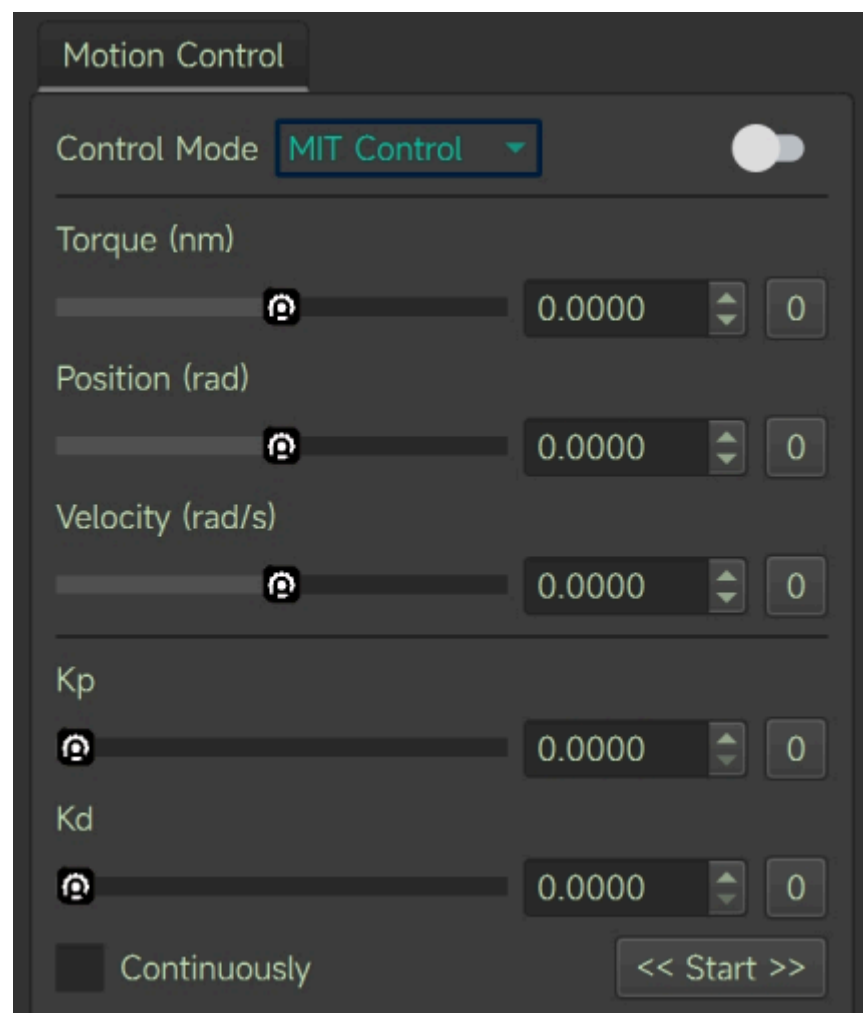 Motion Control
Control Mode MIT Control
Torque (nm)
0.0000 0
Position (rad)
0.0000 0
Velocity (rad/s)
0.0000 0
Kp
0.0000 0
Kd
0.0000 0
Continuously << Start >>